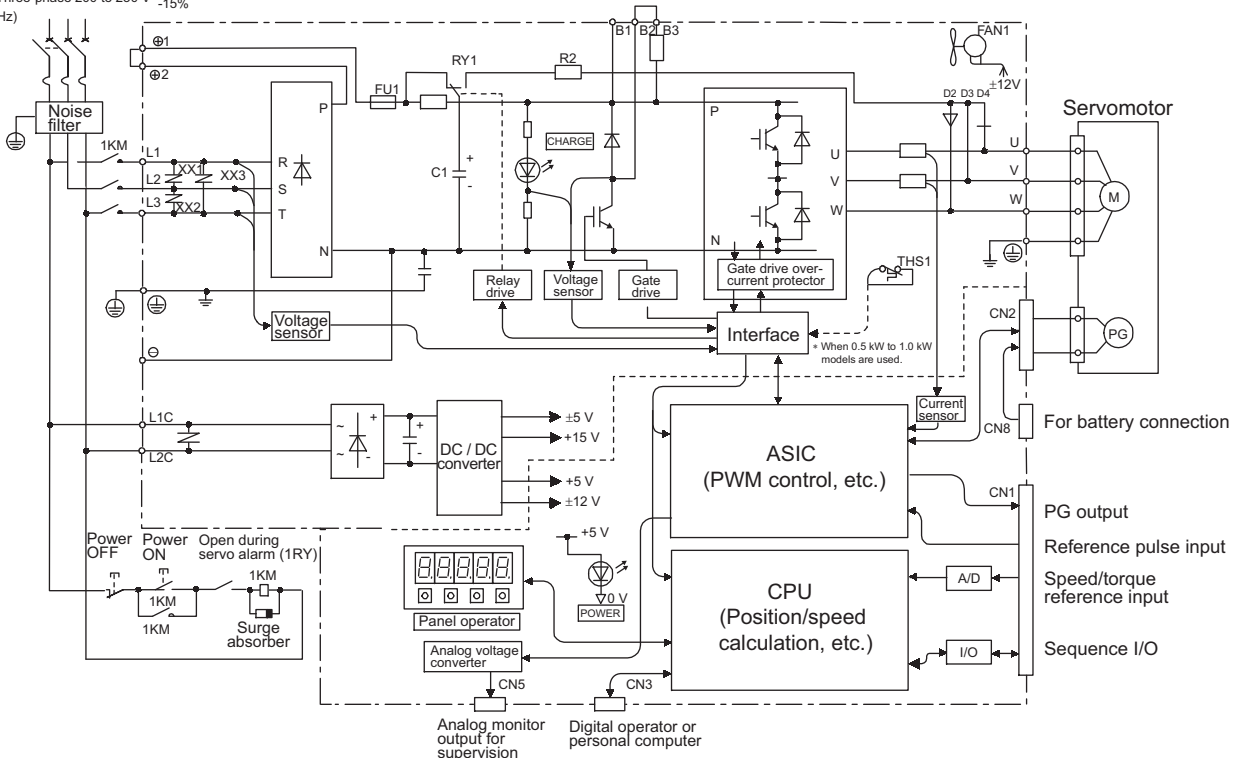 Three-phase 200 to 230 V -15%
Hz)
⊕1
⊕2
B1 B2 B3
FAN1
±12V
RY1
R2
FU1
D2 D3 D4
Servomotor
Noise
filter
P
P
CHARGE
1KM
L1
XX1
XX3
R
C1
+
-
U
U
L2
S
V
V
M
L3
XX2
T
W
W
N
N
THS1
Relay
drive
Voltage
sensor
Gate
drive
Gate drive over-
current protector
CN2
Voltage
sensor
Interface
PG
* When 0.5 kW to 1.0 kW
models are used.
⊖
L1C
~
+
+
±5 V
Current
sensor
CN8
For battery connection
+15 V
L2C
~
-
-
DC / DC
converter
ASIC
(PWM control, etc.)
+5 V
±12 V
CN1
PG output
Power
OFF
Power
ON
Open during
servo alarm (1RY)
+5 V
Reference pulse input
1KM
1KM
1KM
Surge
absorber
8.8.8.8.8.
0 V
POWER
Panel operator
CPU
(Position/speed
calculation, etc.)
A/D
Speed/torque
reference input
Analog voltage
converter
I/O
Sequence I/O
CN5
CN3
Analog monitor
output for
supervision
Digital operator or
personal computer